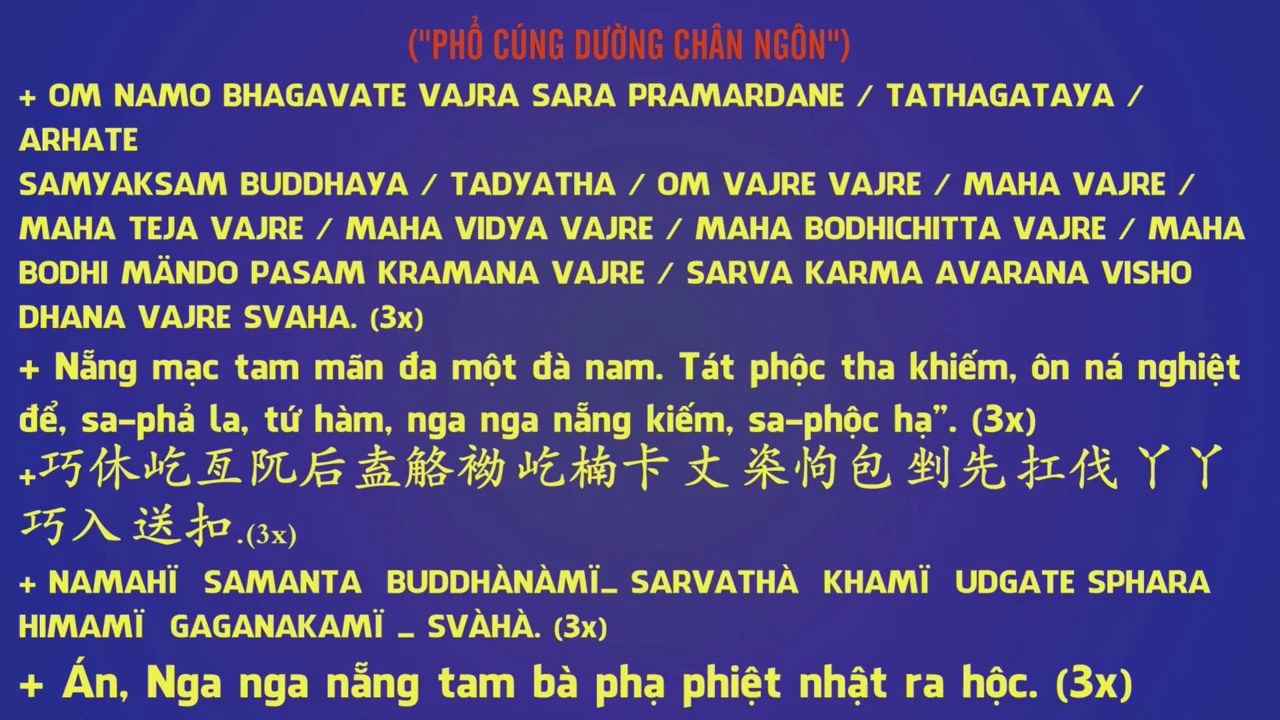 ("PHỔ CÚNG DƯỜNG CHÂN NGÔN")
+ OM NAMO BHAGAVATE VAJRA SARA PRAMARDANE / TATHAGATAYA /
ARHATE
SAMYAKSAM BUDDHAYA / TADYATHA / OM VAJRE VAJRE / MAHA VAJRE /
MAHA TEJA VAJRE / MAHA VIDYA VAJRE / MAHA BODHICHITTA VAJRE / MAHA
BODHI MÄNDO PASAM KRAMANA VAJRE / SARVA KARMA AVARANA VISHO
DHANA VAJRE SVAHA. (3x)
+ Nẵng mạc tam mãn đa một đà nam. Tát phộc tha khiếm, ôn ná nghiệt
để, sa-phả la, tứ hàm, nga nga nẵng kiếm, sa-phộc hạ”. (3x)
+巧休屹亙阢后盍觡袎屹楠卡丈栥怐包剉先扛伐丫丫
巧入送扣.(3x)
+ NAMAHÏ SAMANTA BUDDHÀNÀMÏ_ SARVATHÀ KHAMÏ UDGATE SPHARA
HIMAMÏ GAGANAKAMÏ _ SVÀHÀ. (3x)
+ Án, Nga nga nẵng tam bà phạ phiệt nhật ra hộc. (3x)